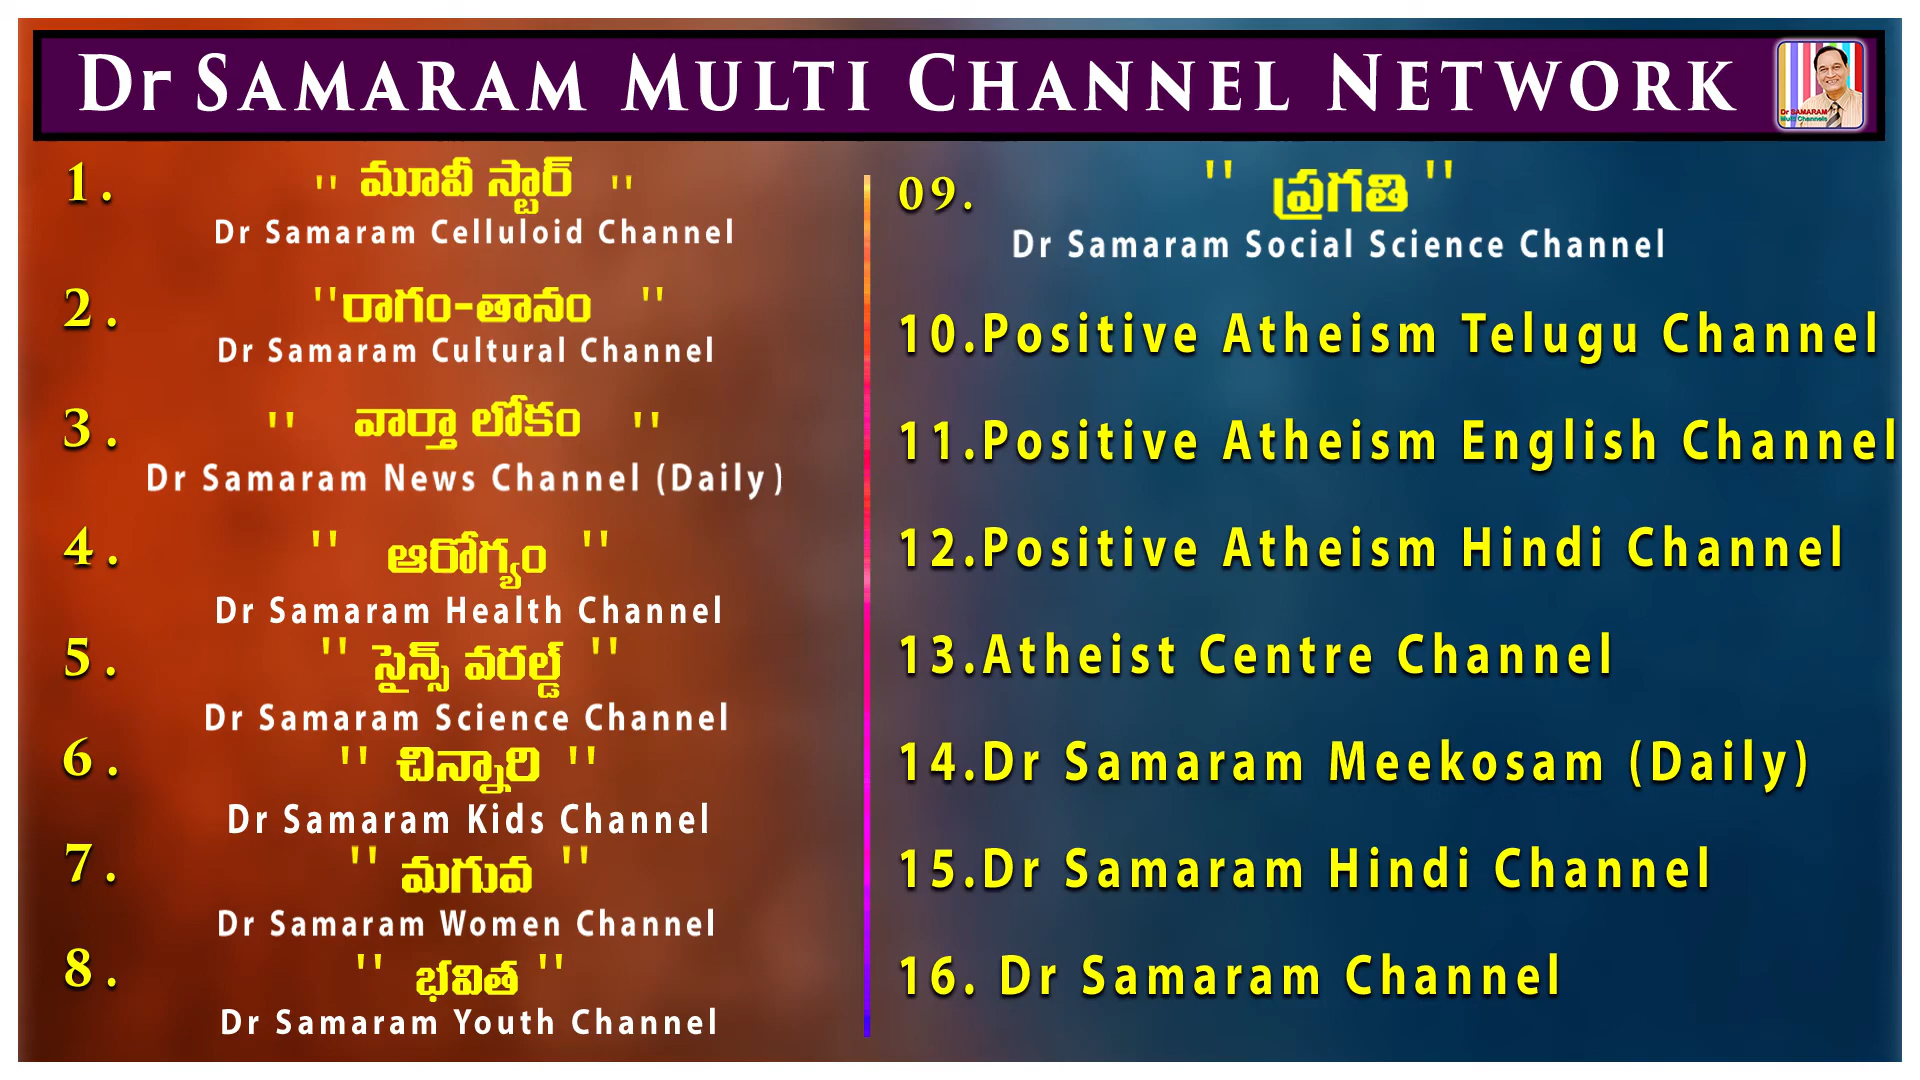 Dr SAMARAM MULTI CHANNEL NETWORK
Dr SAMARAM
Multi Channels
1. " మూవీ స్టార్ "
Dr Samaram Celluloid Channel
2. "రాగం-తానం "
Dr Samaram Cultural Channel
3. " వార్తా లోకం "
Dr Samaram News Channel (Daily)
4. " ఆరోగ్యం "
Dr Samaram Health Channel
5. " సైన్స్ వరల్డ్ "
Dr Samaram Science Channel
6. " చిన్నారి "
Dr Samaram Kids Channel
7. " మగువ "
Dr Samaram Women Channel
8. " భవిత "
Dr Samaram Youth Channel
09. " ప్రగతి "
Dr Samaram Social Science Channel
10.Positive Atheism Telugu Channel
11.Positive Atheism English Channel
12.Positive Atheism Hindi Channel
13.Atheist Centre Channel
14.Dr Samaram Meekosam (Daily)
15.Dr Samaram Hindi Channel
16. Dr Samaram Channel